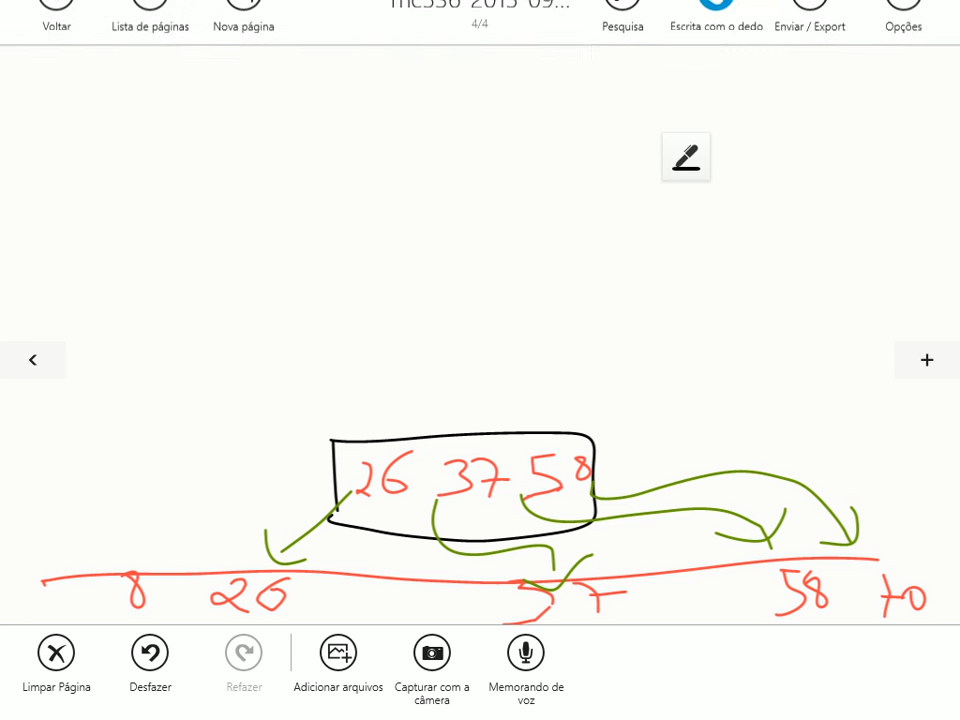 Voltar Lista de páginas Nova página 4/4 Pesquisa Escrita com o dedo Enviar / Export Opções
26 37 58
8 26 37 58 70
Limpar Página Desfazer Refazer Adicionar arquivos Capturar com a câmera Memorando de voz